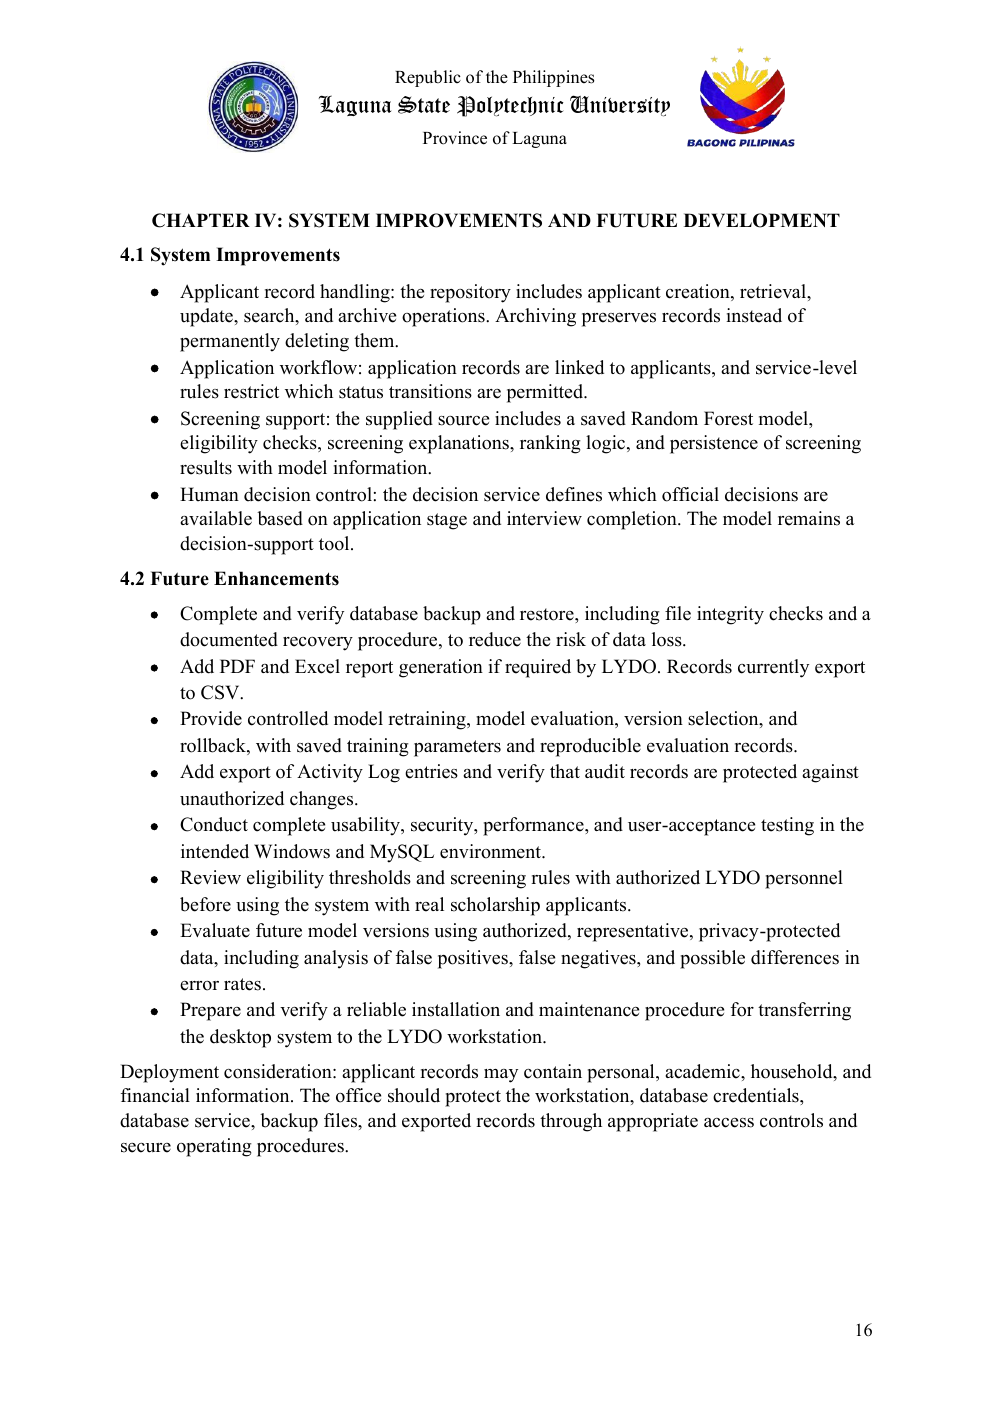 Republic of the Philippines
Laguna State Polytechnic University
Province of Laguna
LAGUNA STATE POLYTECHNIC UNIVERSITY
1952
BAGONG PILIPINAS
CHAPTER IV: SYSTEM IMPROVEMENTS AND FUTURE DEVELOPMENT
4.1 System Improvements
• Applicant record handling: the repository includes applicant creation, retrieval,
update, search, and archive operations. Archiving preserves records instead of
permanently deleting them.
• Application workflow: application records are linked to applicants, and service-level
rules restrict which status transitions are permitted.
• Screening support: the supplied source includes a saved Random Forest model,
eligibility checks, screening explanations, ranking logic, and persistence of screening
results with model information.
• Human decision control: the decision service defines which official decisions are
available based on application stage and interview completion. The model remains a
decision-support tool.
4.2 Future Enhancements
• Complete and verify database backup and restore, including file integrity checks and a
documented recovery procedure, to reduce the risk of data loss.
• Add PDF and Excel report generation if required by LYDO. Records currently export
to CSV.
• Provide controlled model retraining, model evaluation, version selection, and
rollback, with saved training parameters and reproducible evaluation records.
• Add export of Activity Log entries and verify that audit records are protected against
unauthorized changes.
• Conduct complete usability, security, performance, and user-acceptance testing in the
intended Windows and MySQL environment.
• Review eligibility thresholds and screening rules with authorized LYDO personnel
before using the system with real scholarship applicants.
• Evaluate future model versions using authorized, representative, privacy-protected
data, including analysis of false positives, false negatives, and possible differences in
error rates.
• Prepare and verify a reliable installation and maintenance procedure for transferring
the desktop system to the LYDO workstation.
Deployment consideration: applicant records may contain personal, academic, household, and
financial information. The office should protect the workstation, database credentials,
database service, backup files, and exported records through appropriate access controls and
secure operating procedures.
16